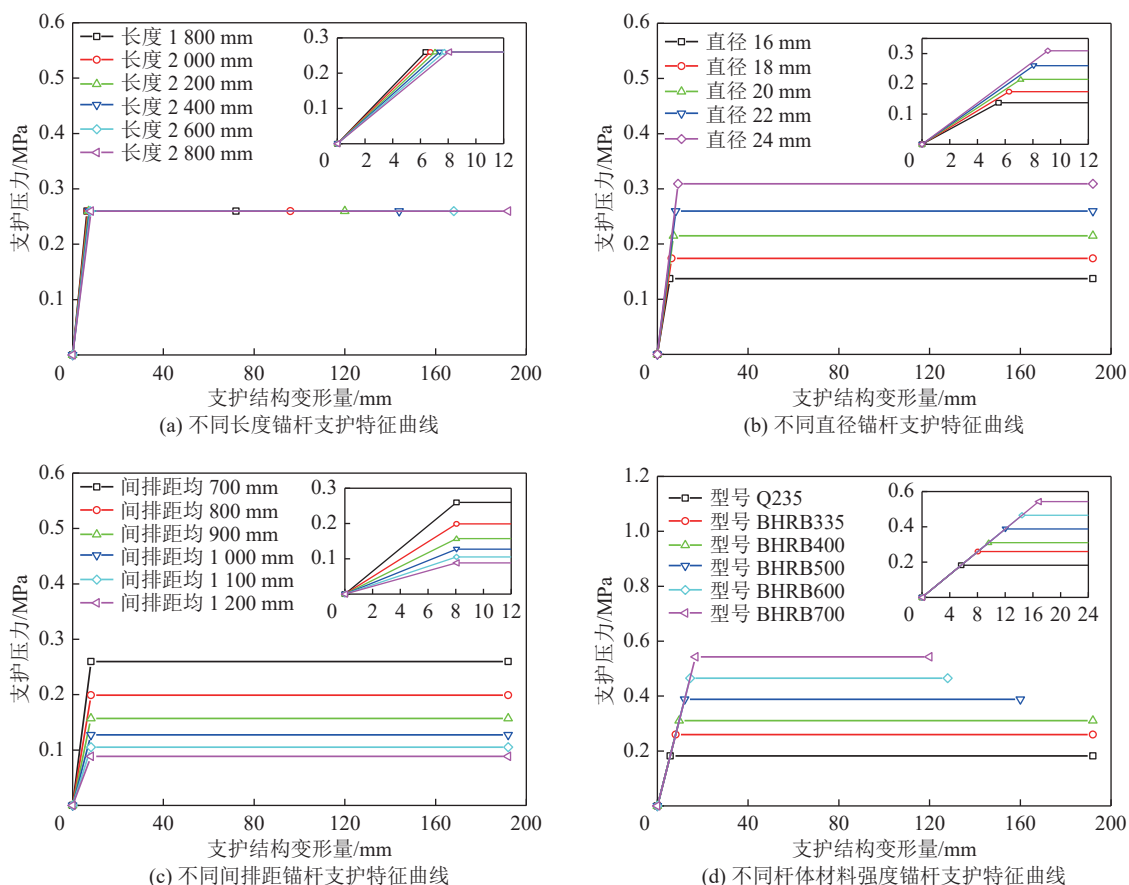 0.6
0.5
0.4
0.3
0.2
0.1
支护压力/MPa
长度 1 800 mm
长度 2 000 mm
长度 2 200 mm
长度 2 400 mm
长度 2 600 mm
长度 2 800 mm
0.3
0.2
0.1
0 2 4 6 8 10 12
0 40 80 120 160 200
支护结构变形量/mm
(a) 不同长度锚杆支护特征曲线
0.6
0.5
0.4
0.3
0.2
0.1
支护压力/MPa
直径 16 mm
直径 18 mm
直径 20 mm
直径 22 mm
直径 24 mm
0.3
0.2
0.1
0 2 4 6 8 10 12
0 40 80 120 160 200
支护结构变形量/mm
(b) 不同直径锚杆支护特征曲线
0.6
0.5
0.4
0.3
0.2
0.1
支护压力/MPa
间排距均 700 mm
间排距均 800 mm
间排距均 900 mm
间排距均 1 000 mm
间排距均 1 100 mm
间排距均 1 200 mm
0.3
0.2
0.1
0 2 4 6 8 10 12
0 40 80 120 160 200
支护结构变形量/mm
(c) 不同间排距锚杆支护特征曲线
1.2
1.0
0.8
0.6
0.4
0.2
支护压力/MPa
型号 Q235
型号 BHRB335
型号 BHRB400
型号 BHRB500
型号 BHRB600
型号 BHRB700
0.6
0.4
0.2
0 4 8 12 16 20 24
0 40 80 120 160 200
支护结构变形量/mm
(d) 不同杆体材料强度锚杆支护特征曲线